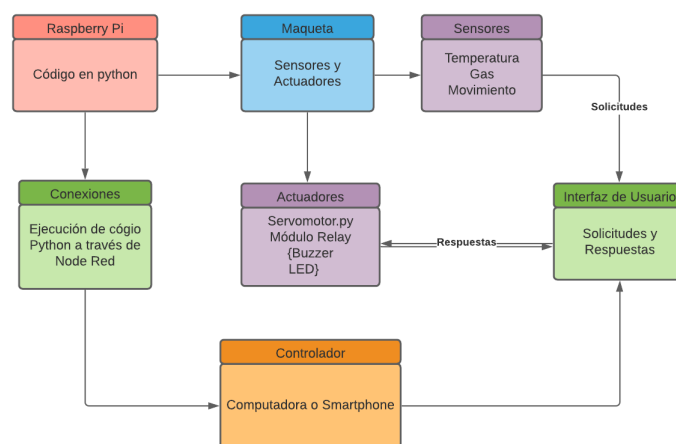 Raspberry Pi
Código en python
Maqueta
Sensores y
Actuadores
Sensores
Temperatura
Gas
Movimiento
Solicitudes
Conexiones
Ejecución de cógio
Python a través de
Node Red
Actuadores
Servomotor.py
Módulo Relay
{Buzzer
LED}
Respuestas
Interfaz de Usuario
Solicitudes y
Respuestas
Controlador
Computadora o Smartphone